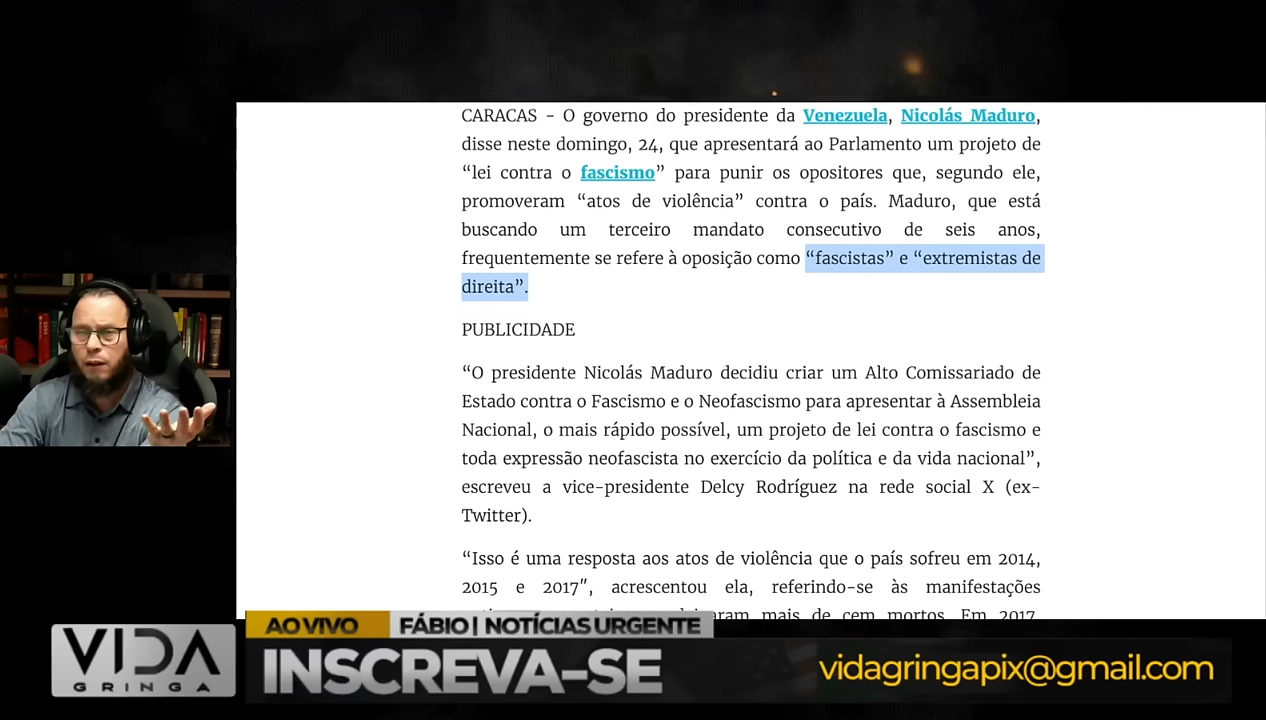 CARACAS - O governo do presidente da Venezuela, Nicolás Maduro,
disse neste domingo, 24, que apresentará ao Parlamento um projeto de
“lei contra o fascismo” para punir os opositores que, segundo ele,
promoveram “atos de violência” contra o país. Maduro, que está
buscando um terceiro mandato consecutivo de seis anos,
frequentemente se refere à oposição como “fascistas” e “extremistas de
direita”.
PUBLICIDADE
“O presidente Nicolás Maduro decidiu criar um Alto Comissariado de
Estado contra o Fascismo e o Neofascismo para apresentar à Assembleia
Nacional, o mais rápido possível, um projeto de lei contra o fascismo e
toda expressão neofascista no exercício da política e da vida nacional”,
escreveu a vice-presidente Delcy Rodríguez na rede social X (ex-
Twitter).
“Isso é uma resposta aos atos de violência que o país sofreu em 2014,
2015 e 2017″, acrescentou ela, referindo-se às manifestações
mais de cem mortos. Em 2017,
AO VIVO FÁBIO | NOTÍCIAS URGENTE
VIDA
GRINGA
INSCREVA-SE
vidagringapix@gmail.com